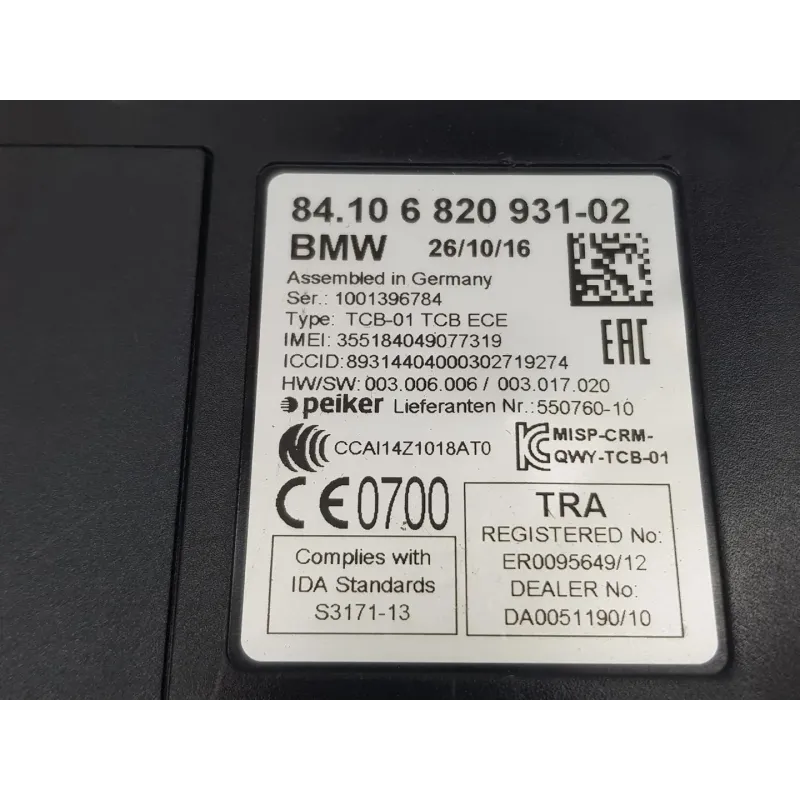 84.10 6 820 931-02
BMW 26/10/16
Assembled in Germany
Ser.: 1001396784
Type: TCB-01 TCB ECE
IMEI: 355184049077319
EAC
ICCID:89314404000302719274
HW/SW: 003.006.006 / 003.017.020
peiker Lieferanten Nr.:550760-10
CCAI14Z1018AT0
MISP-CRM-
QWY-TCB-01
CE0700
Complies with
IDA Standards
S3171-13
TRA
REGISTERED No:
ER0095649/12
DEALER No:
DA0051190/10